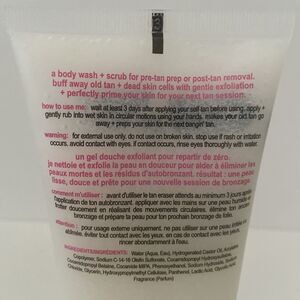 a body wash + scrub for pre-tan prep or post-tan removal.
buff away old tan + dead skin cells with gentle exfoliation
+ perfectly prime your skin for your next tan session.
how to use me: wait at least 3 days after applying your self-tan before using. apply +
gently rub into wet skin in circular motions using your hands. makes your old tan go
away + preps your skin for the next bangin' tan.
warning: for external use only. do not use on broken skin. stop use if rash or irritation
occurs. avoid contact with eyes. if contact occurs, rinse eyes thoroughly with water.
un gel douche exfoliant pour repartir de zéro.
je nettoie et exfolie la peau en douceur pour aider à éliminer les
peaux mortes et les résidus d'autobronzant. résultat : une peau
lisse, douce et prête pour une nouvelle session de bronzage.
comment m'utiliser : avant d'utiliser le tan eraser attends au minimum 3 jours après
l'application de ton autobronzant. applique avec les mains sur une peau humide et
frotter doucement en réalisant des mouvements circulaires. élimine ton ancien
bronzage et prépare ta peau pour ton prochain bronzage de folie.
attention : pour usage externe uniquement. ne pas utiliser sur une peau
abîmée. éviter tout contact avec les yeux. en cas de contact avec les yeux,
rincer abondamment à l'eau.
INGREDIENTS/INGRÉDIENTS: Water (Aqua, Eau), Hydrogenated Castor Oil, Acrylates
Copolymer, Sodium C-14-16 Olefin Sulfonate, Cocamidopropyl Hydroxysultaine,
Cocamidopropyl Betaine, Cocamide MIPA, Phenoxyethanol, Sodium Hydroxide, Sodium
Chloride, Glycerin, Hydroxypropylmethyl Cellulose, Panthenol, Lactic Acid, Glycolic Acid,
Fragrance (Parfum)